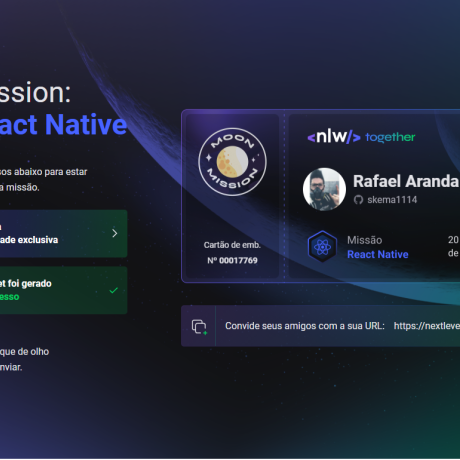 ssion:
act Native
sos abaixo para estar
a missão.
ade exclusiva
et foi gerado
esso
que de olho
nviar.
MOON
MISSION
Cartão de emb.
Nº 00017769
<nlw/> together
Rafael Aranda
skema1114
Missão
React Native
20
de
Convide seus amigos com a sua URL: https://nextleve